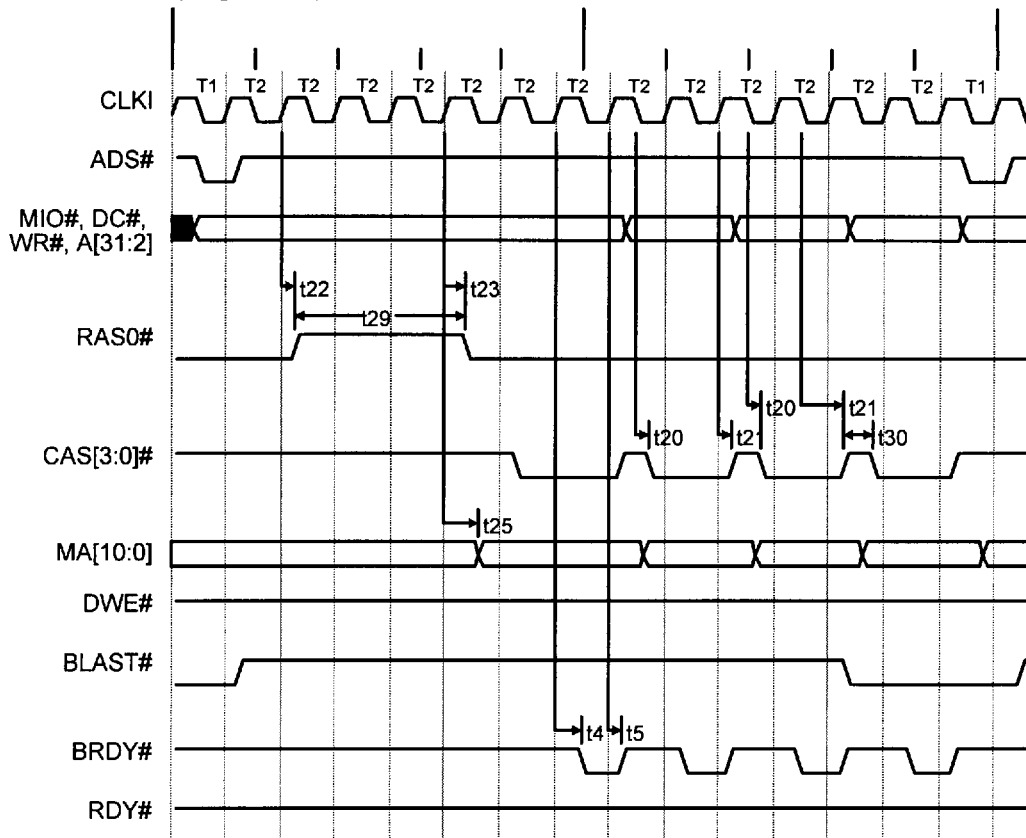 T1 T2 T2 T2 T2 T2 T2 T2 T2 T2 T2 T2 T2 T2 T1
CLKI
ADS#
MIO#, DC#,
WR#, A[31:2]
t22 t23
t29
RAS0#
t20 t21
t20 t21 t30
CAS[3:0]#
t25
MA[10:0]
DWE#
BLAST#
t4 t5
BRDY#
RDY#